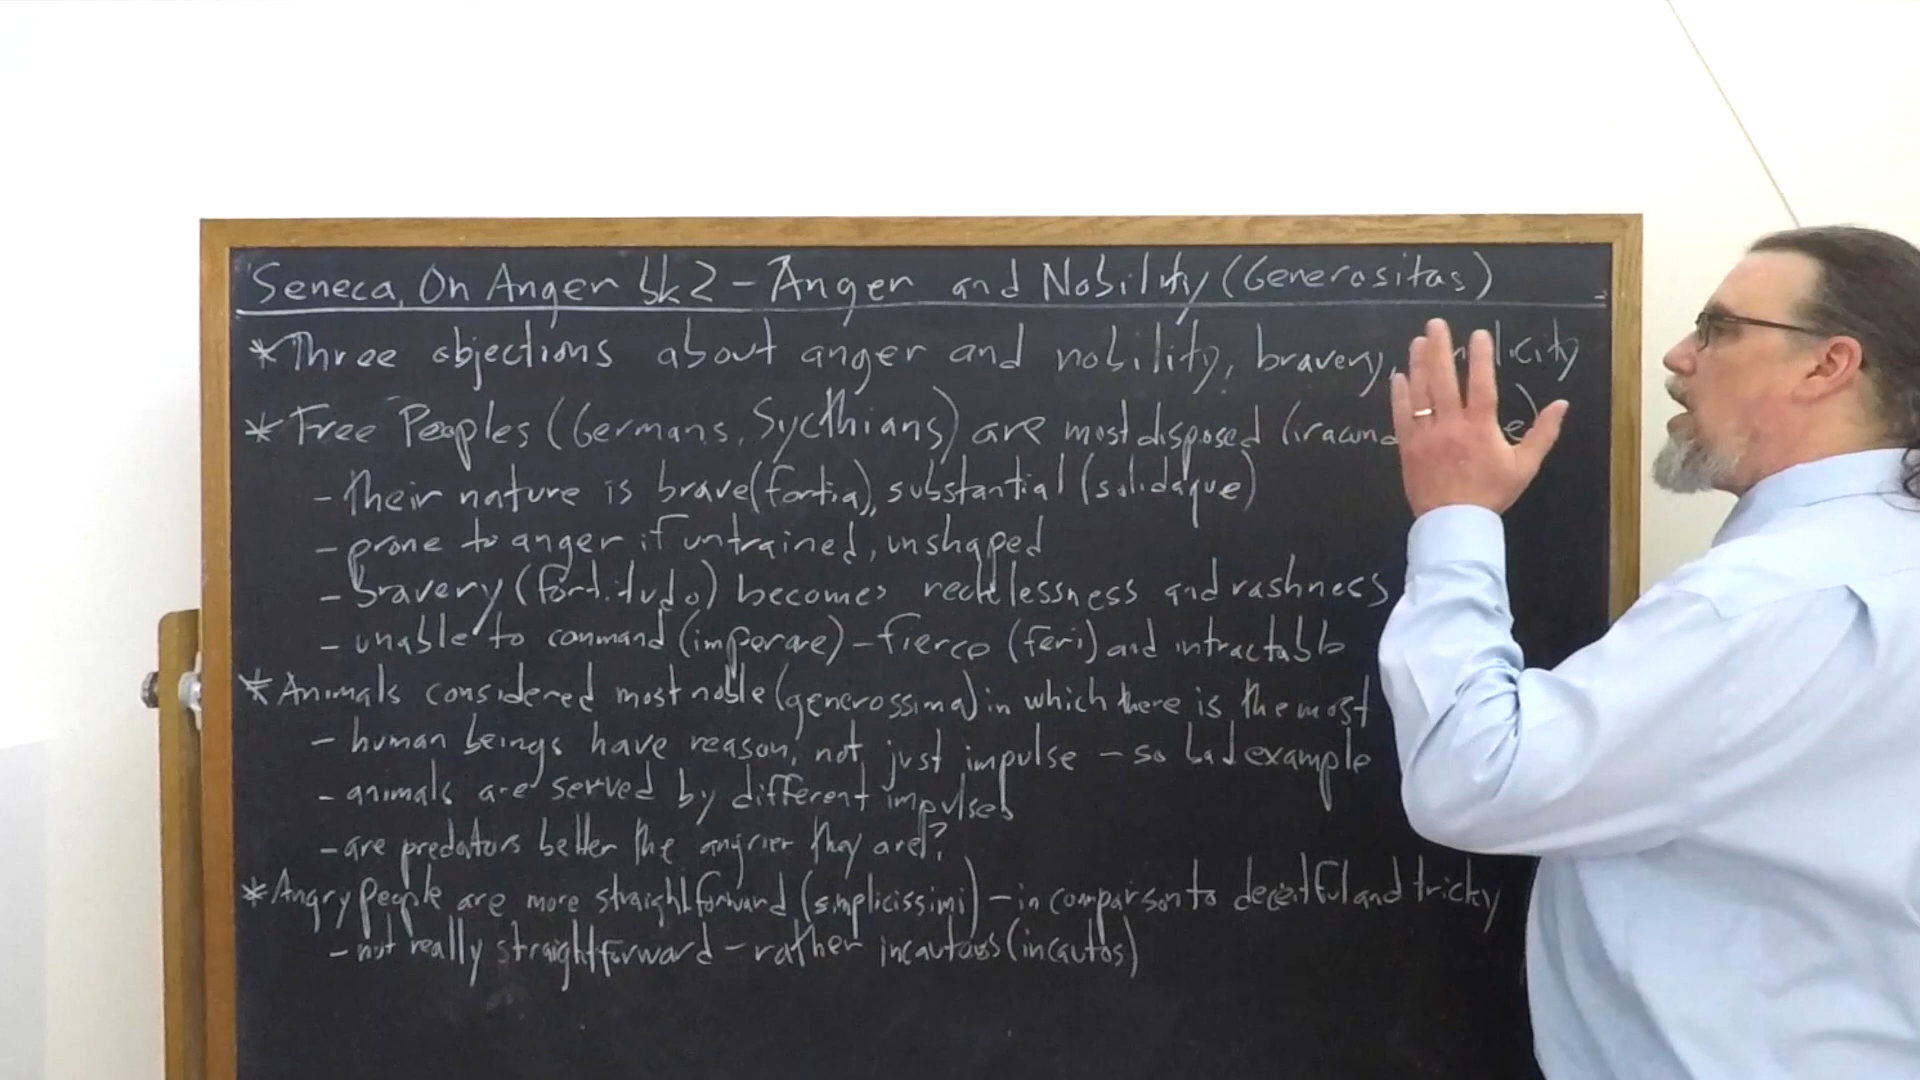 Seneca, On Anger bk 2 - Anger and Nobility (Generositas)
* Three objections about anger and nobility, bravery,
* Free Peoples (Germans, Sycthians) are most disposed
- their nature is brave (fortia), substantial (solidaque)
- prone to anger if untrained, unshaped
- bravery (fortitudo) becomes recklessness and rashness
- unable to command (imperare) - fierce (feri) and intractable
* Animals considered most noble (generossima) in which there is the most
- human beings have reason, not just impulse - so bad example
- animals are served by different impulses
- are predators better the angrier they are?
* Angry people are more straightforward (simplicissimi) - in comparison to deceitful and tricky
- not really straightforward - rather incautous (incautos)